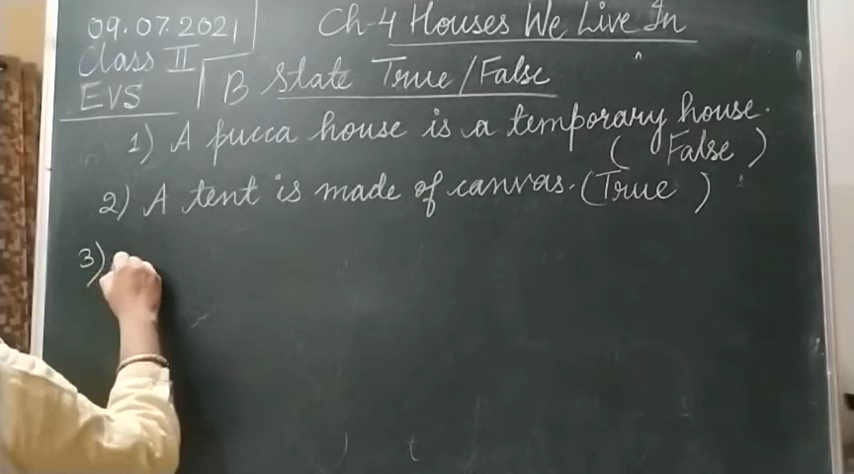 09.07.2021
Ch-4 Houses We Live In
Class II
EVS
B State True/False
1) A pucca house is a temporary house.
( False )
2) A tent is made of canvas. (True )
3)